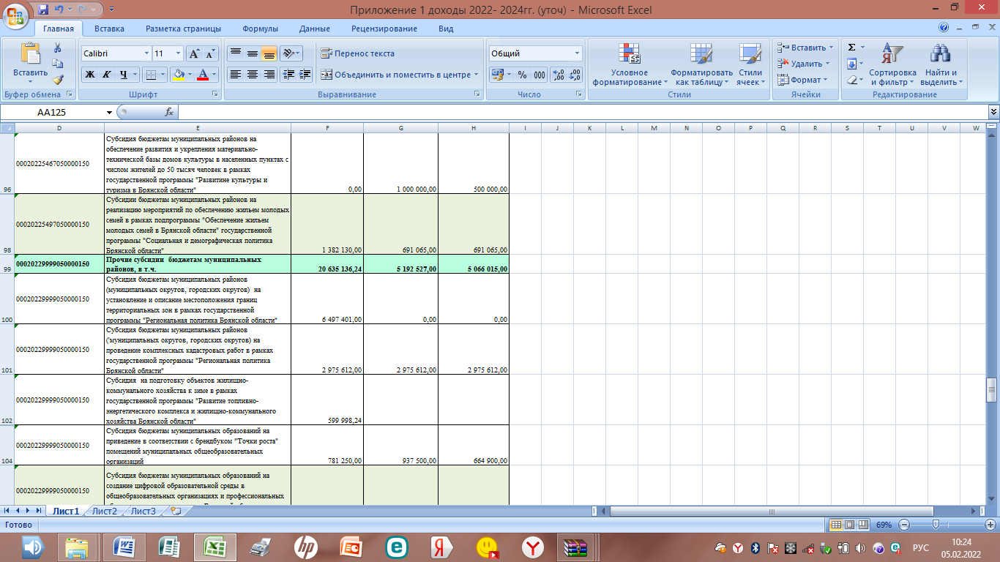 Приложение 1 доходы 2022- 2024гг. (уточ) - Microsoft Excel
Главная Вставка Разметка страницы Формулы Данные Рецензирование Вид
Вставить
Буфер обмена
Calibri 11
Ж К Ч
Шрифт
Перенос текста
Объединить и поместить в центре
Выравнивание
Общий
% 000
Число
Условное форматирование
Форматировать как таблицу
Стили ячеек
Стили
Вставить
Удалить
Формат
Ячейки
Сортировка и фильтр
Найти и выделить
Редактирование
AA125 fx
D E F G H I J K L M N O P Q R S T U V W
Субсидия бюджетам муниципальных районов на
обеспечение развития и укрепления материально-
технической базы домов культуры в населенных пунктах с
00020225467050000150
числом жителей до 50 тысяч человек в рамках
государственной программы "Развитине культуры и
96 туризма в Брянской области" 0,00 1 000 000,00 500 000,00
Субсидии бюджетам муниципальных районов на
реализацию мероприятий по обеспечению жильем молодых
00020225497050000150 семей в рамках подпрограммы "Обеспечение жильем
молодых семей в Брянской области" государственной
программы "Социальная и демографическая политика
98 Брянской области" 1 382 130,00 691 065,00 691 065,00
00020229999050000150 Прочие субсидии бюджетам муниципальных
99 районов, в т.ч. 20 635 136,24 5 192 527,00 5 066 015,00
Субсидия бюджетам муниципальных районов
(муниципальных округов, городских округов) на
00020229999050000150 установление и описание местоположения границ
территориальных зон в рамках государственной
100 программы "Региональная политика Брянской области" 6 497 401,00 0,00 0,00
Субсидия бюджетам муниципальных районов
('муниципальных округов, городских округов) на
00020229999050000150 проведение комплексных кадастровых работ в рамках
государственной программы "Региональная политика
101 Брянской области" 2 975 612,00 2 975 612,00 2 975 612,00
Субсидия на подготовку объектов жилищно-
коммунального хозяйства к зиме в рамках
00020229999050000150 государственной программы "Развитие топливно-
энергетического комплекса и жилищно-коммунального
102 хозяйства Брянской области" 599 998,24
Субсидия бюджетам муниципальных образований на
00020229999050000150 приведение в соответствии с брендбуком "Точки роста"
помещений муниципальных общеобразовательных
104 организаций 781 250,00 937 500,00 664 900,00
Субсидия бюджетам муниципальных образований на
00020229999050000150 создание цифровой образовательной среды в
общеобразовательных организациях и профессиональных
Лист1 Лист2 Лист3
Готово 69%
РУС 10:24
05.02.2022